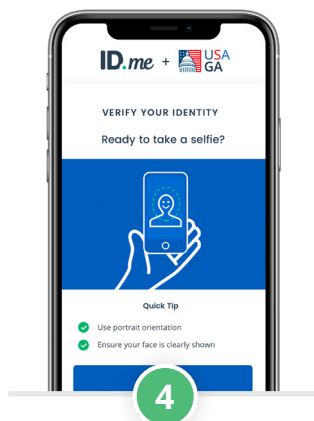 ID.me + USA
GA
VERIFY YOUR IDENTITY
Ready to take a selfie?
Quick Tip
Use portrait orientation
Ensure your face is clearly shown
4